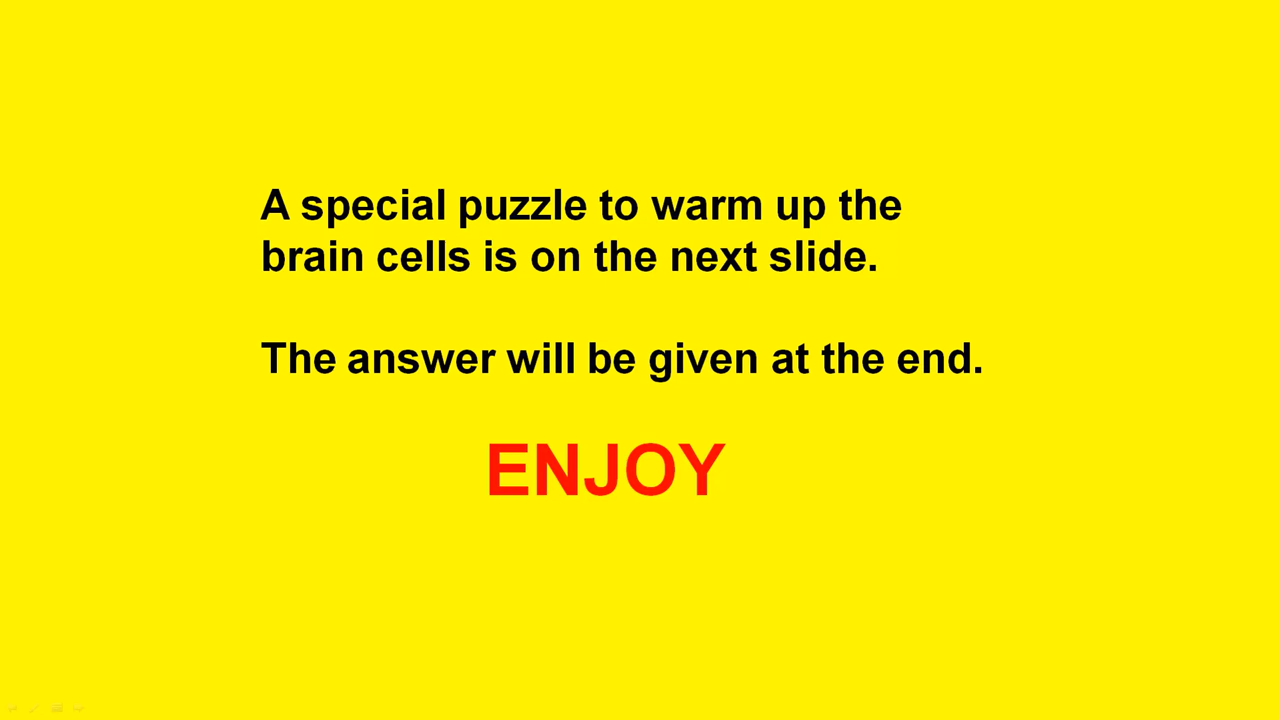 A special puzzle to warm up the
brain cells is on the next slide.
The answer will be given at the end.
ENJOY